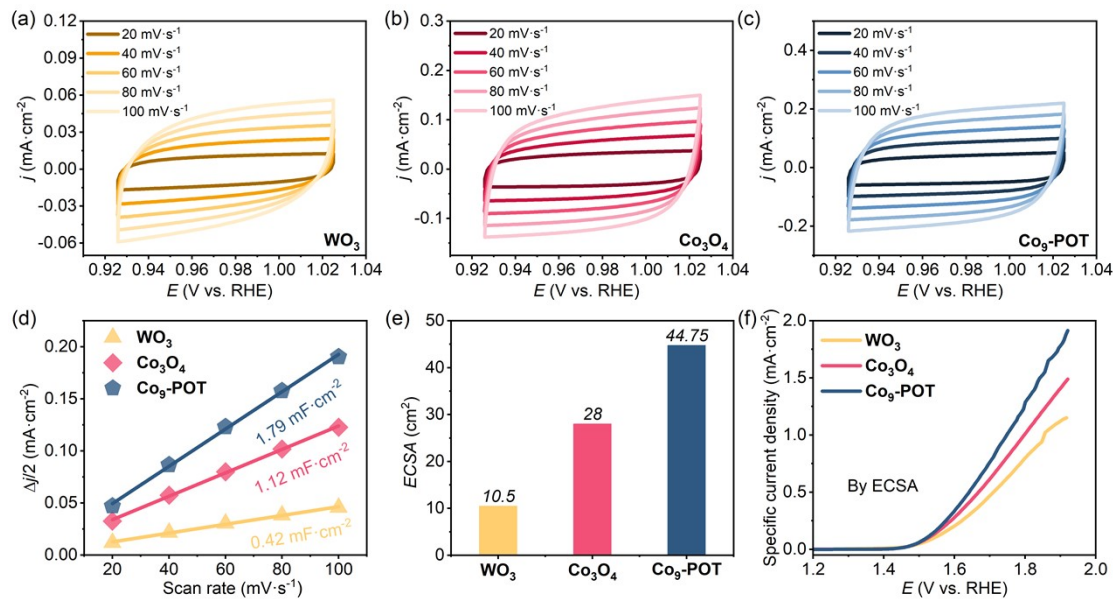 (a)
0.12
0.09
0.06
0.03
0.00
-0.03
-0.06
j (mA·cm⁻²)
20 mV·s⁻¹
40 mV·s⁻¹
60 mV·s⁻¹
80 mV·s⁻¹
100 mV·s⁻¹
WO₃
0.92 0.94 0.96 0.98 1.00 1.02 1.04
E (V vs. RHE)
(b)
0.3
0.2
0.1
0.0
-0.1
j (mA·cm⁻²)
20 mV·s⁻¹
40 mV·s⁻¹
60 mV·s⁻¹
80 mV·s⁻¹
100 mV·s⁻¹
Co₃O₄
0.92 0.94 0.96 0.98 1.00 1.02 1.04
E (V vs. RHE)
(c)
0.4
0.2
0.0
-0.2
j (mA·cm⁻²)
20 mV·s⁻¹
40 mV·s⁻¹
60 mV·s⁻¹
80 mV·s⁻¹
100 mV·s⁻¹
Co₉-POT
0.92 0.94 0.96 0.98 1.00 1.02 1.04
E (V vs. RHE)
(d)
0.20
0.15
0.10
0.05
0.00
Δj/2 (mA·cm⁻²)
WO₃
Co₃O₄
Co₉-POT
1.79 mF·cm⁻²
1.12 mF·cm⁻²
0.42 mF·cm⁻²
20 40 60 80 100
Scan rate (mV·s⁻¹)
(e)
50
40
30
20
10
0
ECSA (cm²)
10.5
28
44.75
WO₃ Co₃O₄ Co₉-POT
(f)
2.0
1.5
1.0
0.5
0.0
Specific current density (mA·cm⁻²)
WO₃
Co₃O₄
Co₉-POT
By ECSA
1.2 1.4 1.6 1.8 2.0
E (V vs. RHE)